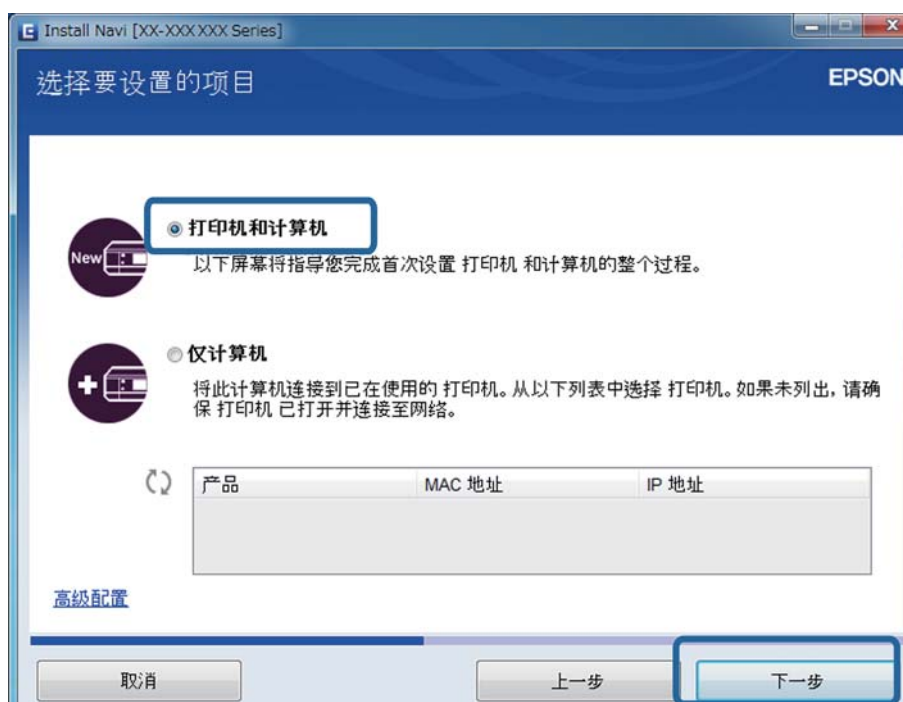 Install Navi [XX-XXXXXX Series]
选择要设置的项目
EPSON
New
打印机和计算机
以下屏幕将指导您完成首次设置 打印机 和计算机的整个过程。
仅计算机
将此计算机连接到已在使用的 打印机。从以下列表中选择 打印机。如果未列出, 请确
保 打印机 已打开并连接至网络。
产品 MAC 地址 IP 地址
高级配置
取消 上一步 下一步